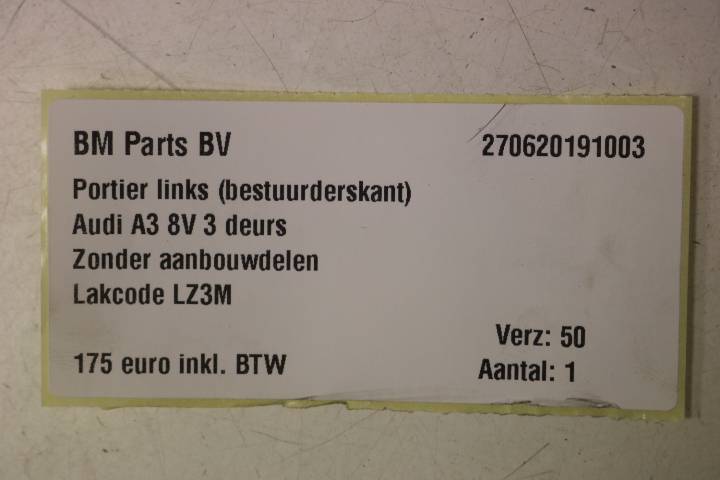 BM Parts BV 270620191003
Portier links (bestuurderskant)
Audi A3 8V 3 deurs
Zonder aanbouwdelen
Lakcode LZ3M
Verz: 50
175 euro inkl. BTW Aantal: 1